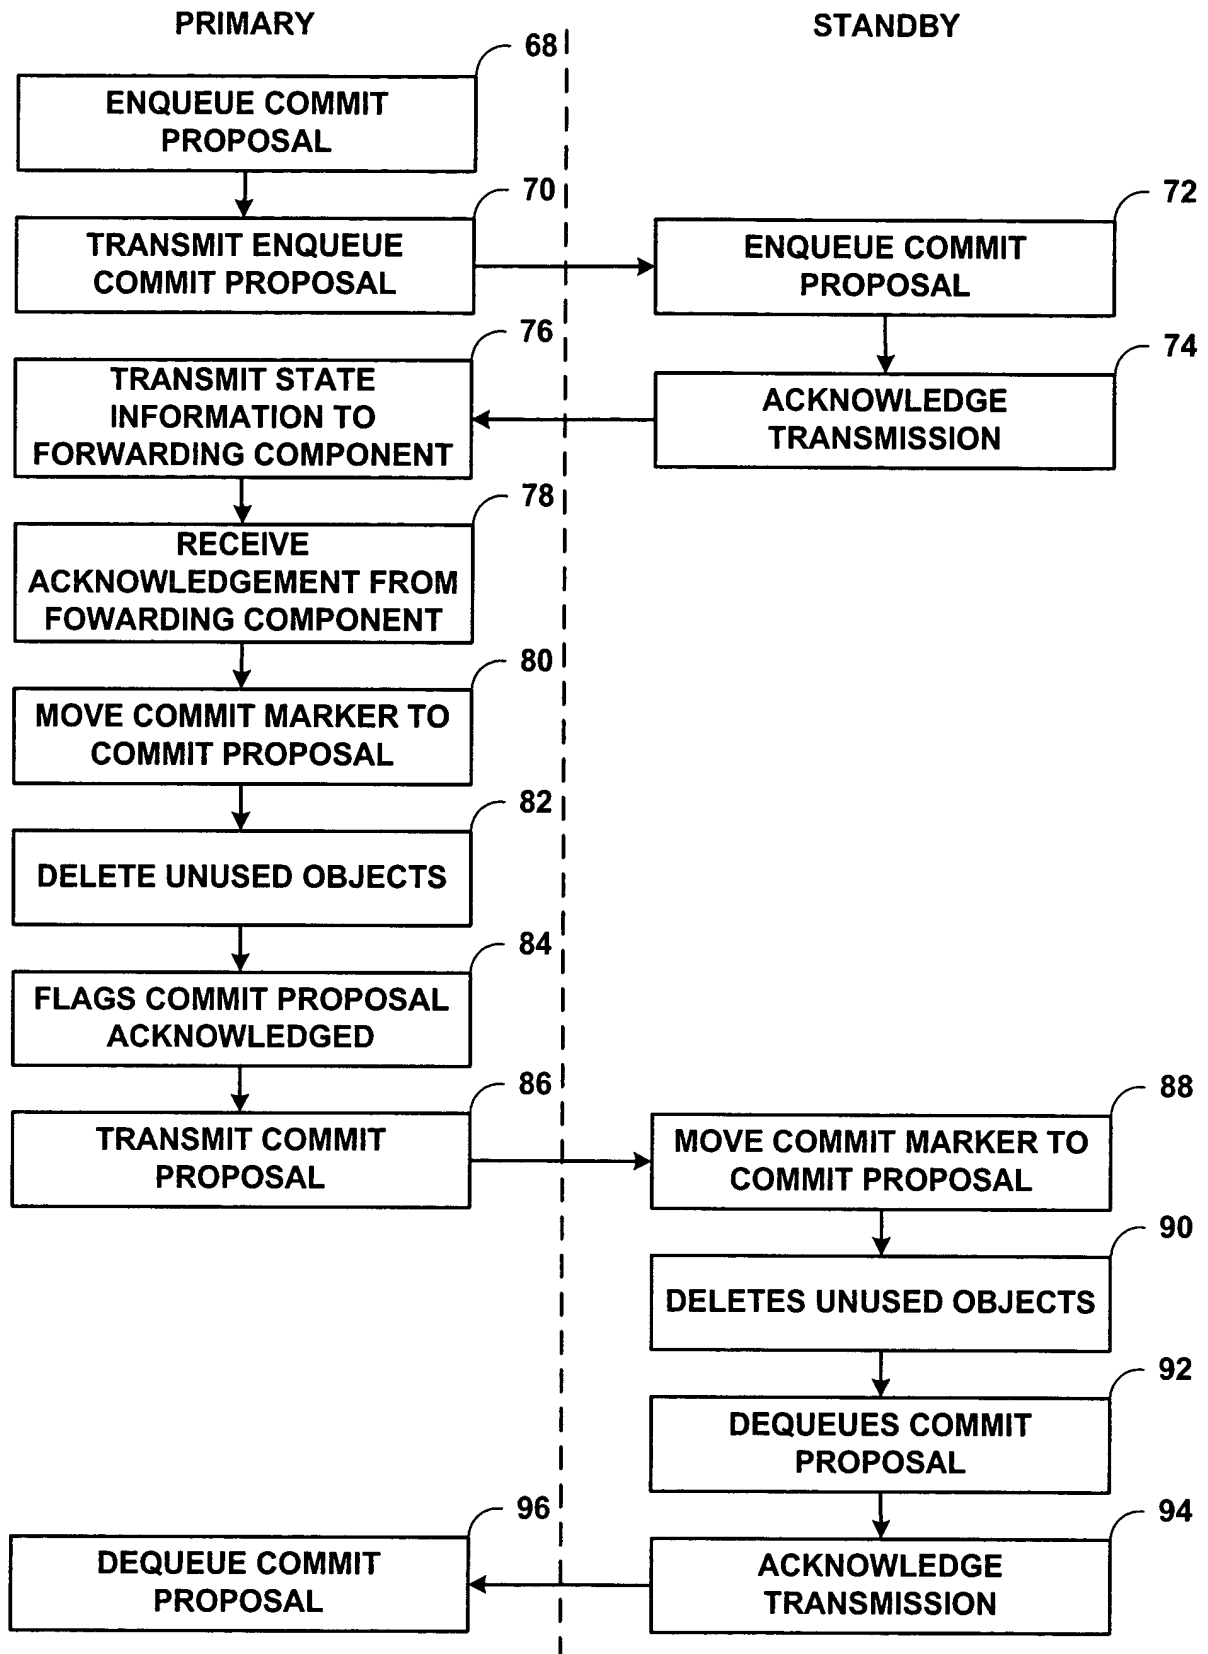 PRIMARY
STANDBY
68
ENQUEUE COMMIT
PROPOSAL
70
TRANSMIT ENQUEUE
COMMIT PROPOSAL
72
ENQUEUE COMMIT
PROPOSAL
74
ACKNOWLEDGE
TRANSMISSION
76
TRANSMIT STATE
INFORMATION TO
FORWARDING COMPONENT
78
RECEIVE
ACKNOWLEDGEMENT FROM
FOWARDING COMPONENT
80
MOVE COMMIT MARKER TO
COMMIT PROPOSAL
82
DELETE UNUSED OBJECTS
84
FLAGS COMMIT PROPOSAL
ACKNOWLEDGED
86
TRANSMIT COMMIT
PROPOSAL
88
MOVE COMMIT MARKER TO
COMMIT PROPOSAL
90
DELETES UNUSED OBJECTS
92
DEQUEUES COMMIT
PROPOSAL
94
ACKNOWLEDGE
TRANSMISSION
96
DEQUEUE COMMIT
PROPOSAL